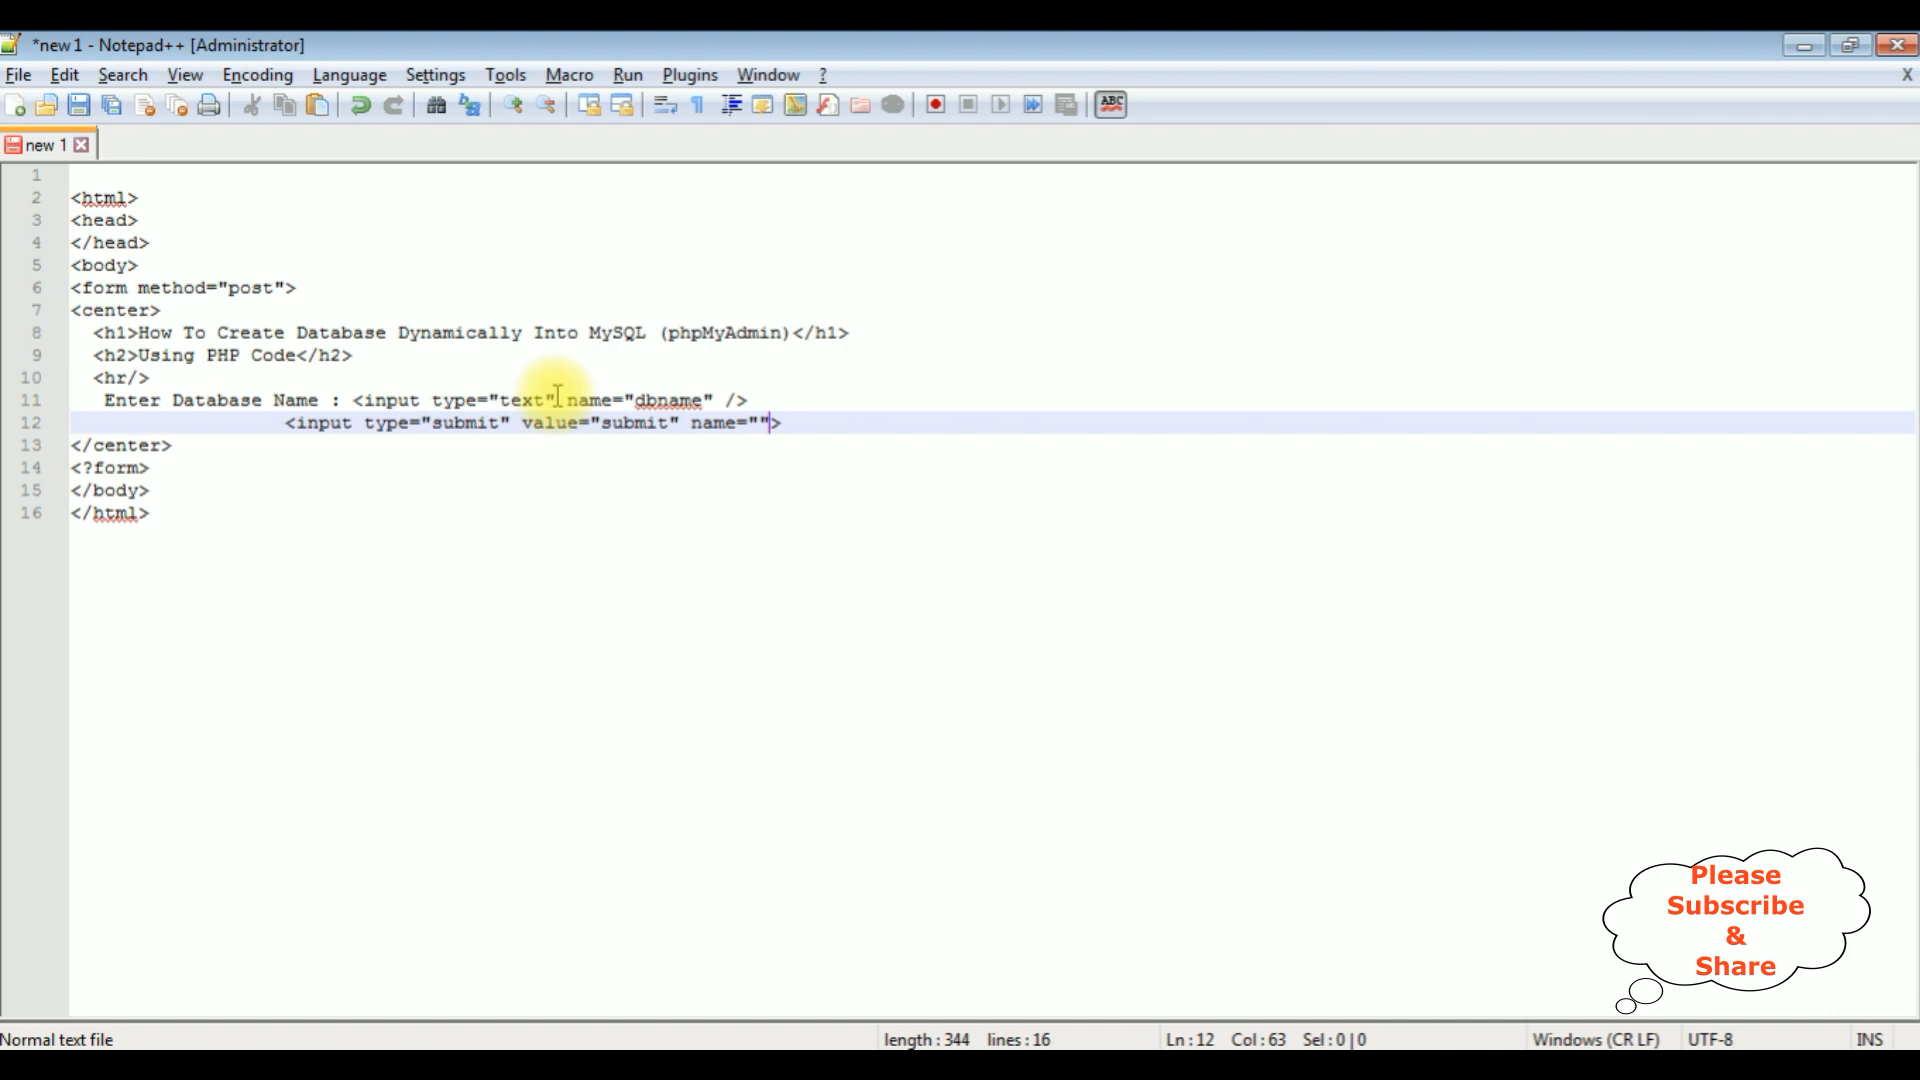 *new 1 - Notepad++ [Administrator]
File Edit Search View Encoding Language Settings Tools Macro Run Plugins Window ? X
ABC
new 1
1
2 <html>
3 <head>
4 </head>
5 <body>
6 <form method="post">
7 <center>
8 <h1>How To Create Database Dynamically Into MySQL (phpMyAdmin)</h1>
9 <h2>Using PHP Code</h2>
10 <hr/>
11 Enter Database Name : <input type="text" name="dbname" />
12 <input type="submit" value="submit" name="">
13 </center>
14 <?form>
15 </body>
16 </html>
Please
Subscribe
&
Share
Normal text file length : 344 lines : 16 Ln : 12 Col : 63 Sel : 0 | 0 Windows (CR LF) UTF-8 INS